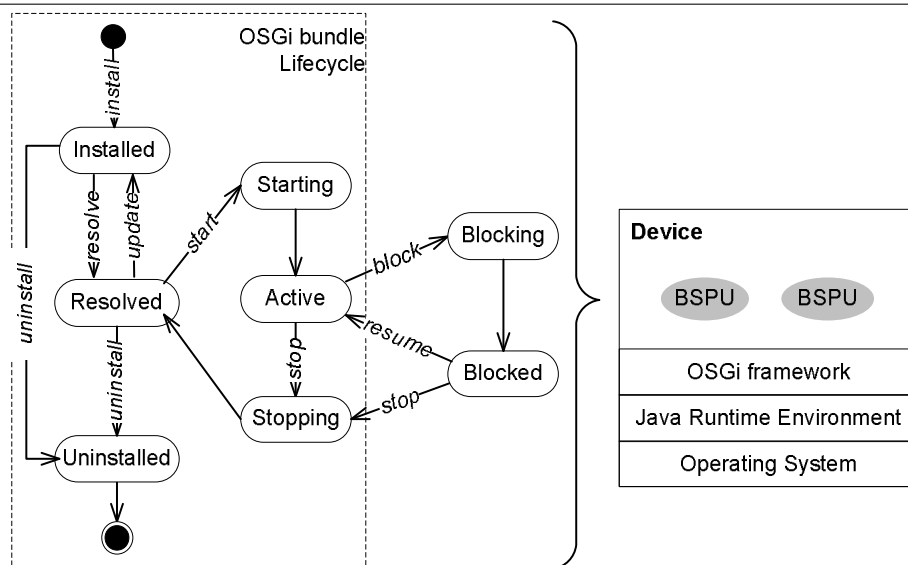 OSGi bundle
Lifecycle
install
Installed
resolve
update
uninstall
Resolved
uninstall
Uninstalled
start
Starting
Active
stop
Stopping
block
Blocking
resume
Blocked
stop
Device
BSPU BSPU
OSGi framework
Java Runtime Environment
Operating System